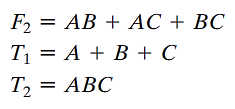 F₂ = AB + AC + BC
T₁ = A + B + C
T₂ = ABC